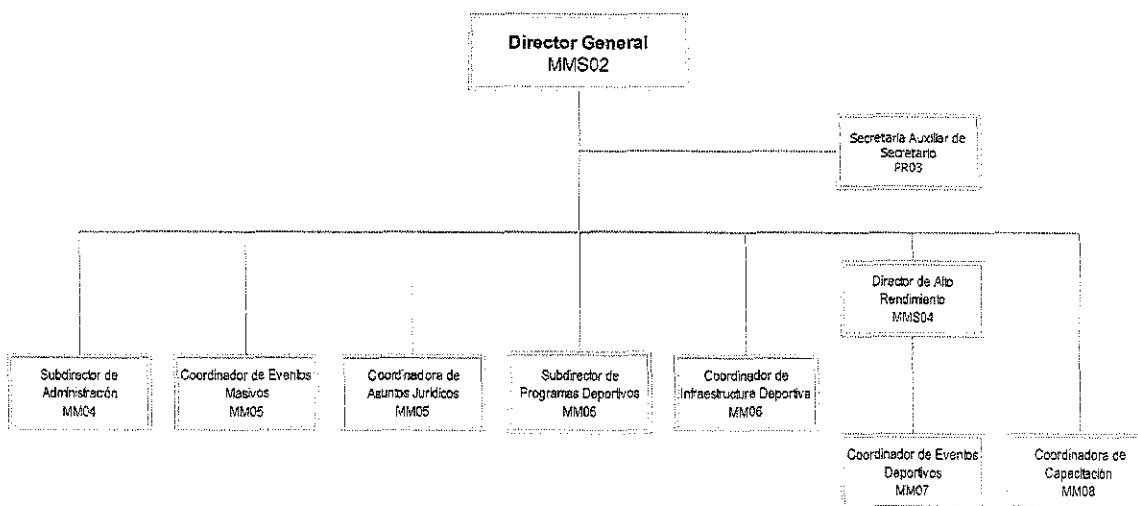 Director General
MMS02
Secretaria Auxiliar de
Secretario
PR03
Director de Alto
Rendimiento
MMS04
Subdirector de
Administración
MM04
Coordinador de Eventos
Masivos
MM05
Coordinadora de
Asuntos Jurídicos
MM05
Subdirector de
Programas Deportivos
MM06
Coordinador de
Infraestructura Deportiva
MM06
Coordinador de Eventos
Deportivos
MM07
Coordinadora de
Capacitación
MM08